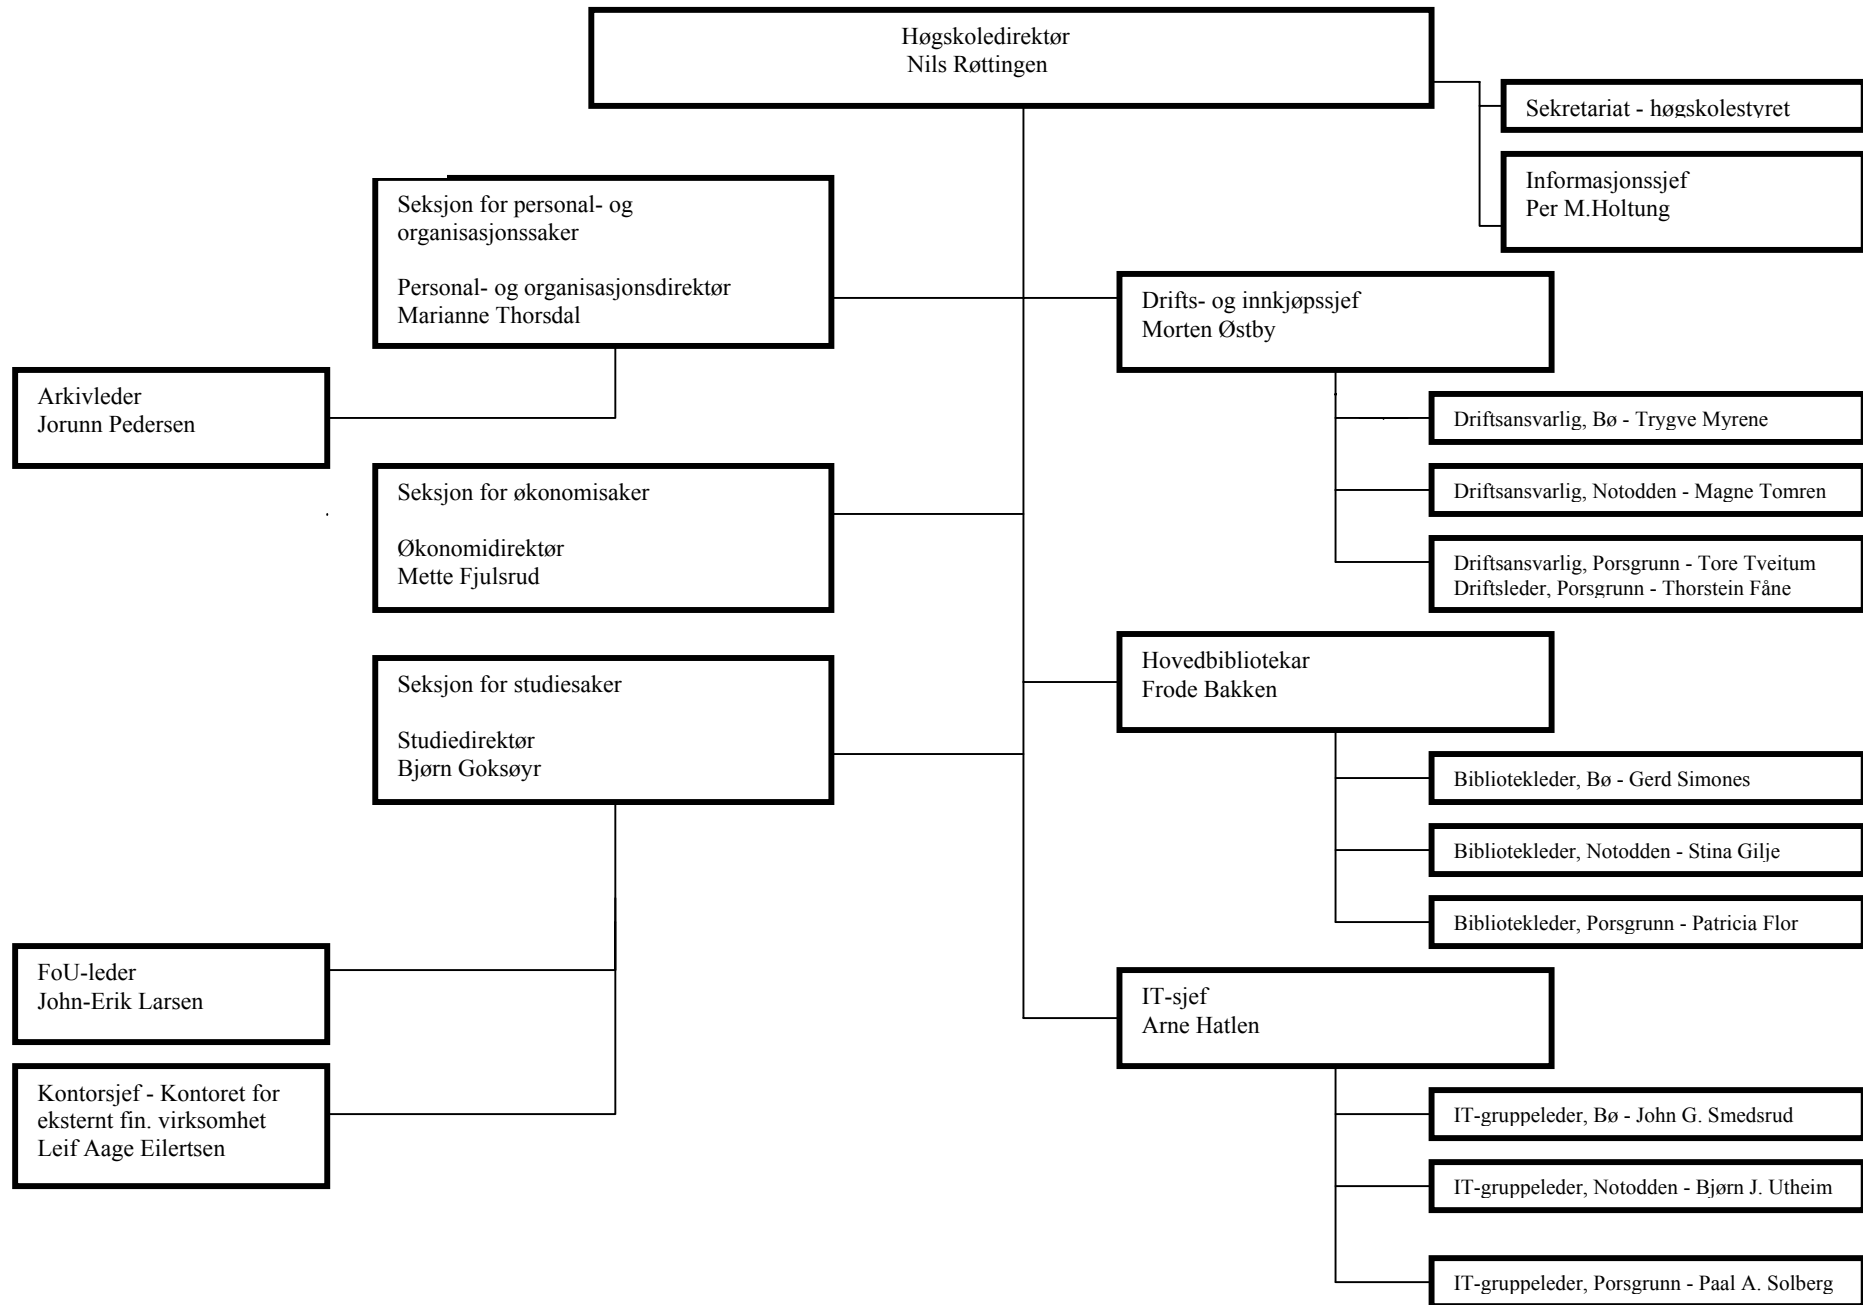 Høgskoledirektør
Nils Røttingen
Sekretariat - høgskolestyret
Informasjonssjef
Per M.Holtung
Seksjon for personal- og
organisasjonssaker
Personal- og organisasjonsdirektør
Marianne Thorsdal
Drifts- og innkjøpssjef
Morten Østby
Arkivleder
Jorunn Pedersen
Driftsansvarlig, Bø - Trygve Myrene
Driftsansvarlig, Notodden - Magne Tomren
Driftsansvarlig, Porsgrunn - Tore Tveitum
Driftsleder, Porsgrunn - Thorstein Fåne
Seksjon for økonomisaker
Økonomidirektør
Mette Fjulsrud
Seksjon for studiesaker
Studiedirektør
Bjørn Goksøyr
Hovedbibliotekar
Frode Bakken
Bibliotekleder, Bø - Gerd Simones
Bibliotekleder, Notodden - Stina Gilje
Bibliotekleder, Porsgrunn - Patricia Flor
FoU-leder
John-Erik Larsen
Kontorsjef - Kontoret for
eksternt fin. virksomhet
Leif Aage Eilertsen
IT-sjef
Arne Hatlen
IT-gruppeleder, Bø - John G. Smedsrud
IT-gruppeleder, Notodden - Bjørn J. Utheim
IT-gruppeleder, Porsgrunn - Paal A. Solberg